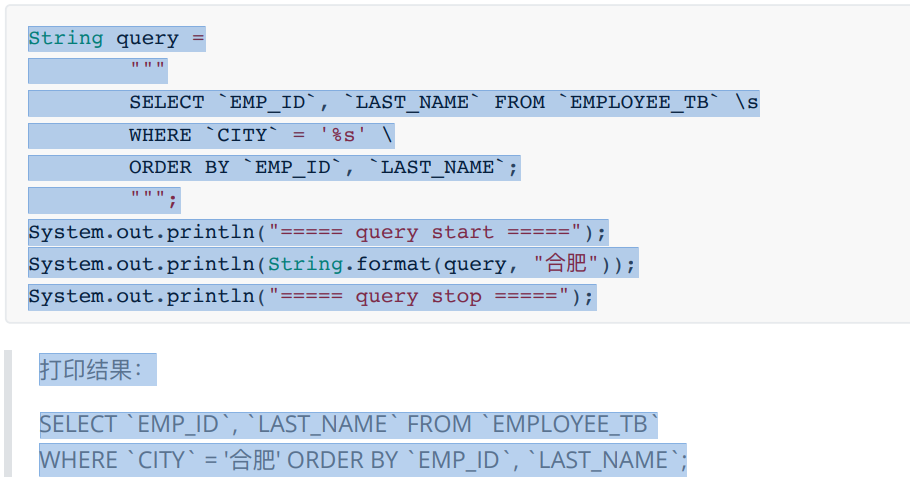 String query =
"""
SELECT `EMP_ID`, `LAST_NAME` FROM `EMPLOYEE_TB` \s
WHERE `CITY` = '%s' \
ORDER BY `EMP_ID`, `LAST_NAME`;
""";
System.out.println("===== query start =====");
System.out.println(String.format(query, "合肥"));
System.out.println("===== query stop =====");
打印结果：
SELECT `EMP_ID`, `LAST_NAME` FROM `EMPLOYEE_TB`
WHERE `CITY` = '合肥' ORDER BY `EMP_ID`, `LAST_NAME`;